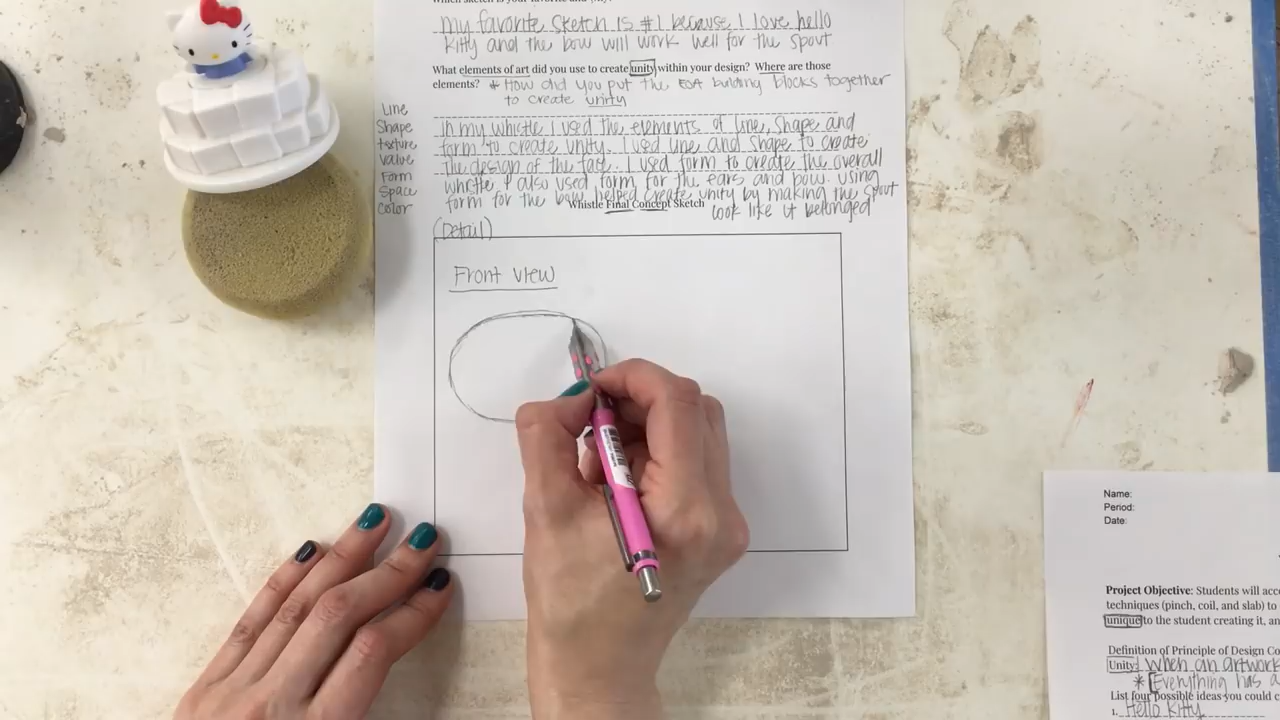 My favorite sketch is #1 because I love hello
kitty and the bow will work well for the spout
What elements of art did you use to create unity within your design? Where are those
elements? * How did you put the EOA building blocks together
to create unity
Line
Shape
texture
value
Form
Space
color
In my whistle I used the elements of line, shape and
form to create unity. I used line and shape to create
the design of the face. I used form to create the overall
whistle. I also used form for the ears and bow. using
form for the bow helped create unity by making the spout
look like it belonged
Whistle Final Concept Sketch
(Detail)
Front View
Name:
Period:
Date:
Project Objective: Students will
techniques (pinch, coil, and slab) to
unique to the student creating it,
Definition of Principle of Design
Unity: when an artwork
* Everything has a
List four possible ideas you could
1. Hello Kitty